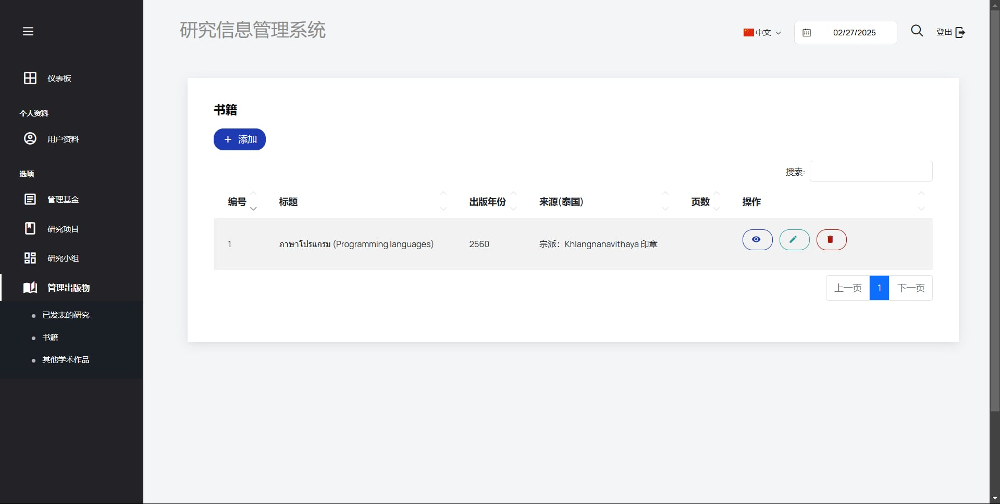 研究信息管理系统
中文
02/27/2025
登出
仪表板
个人资料
用户资料
选项
管理基金
研究项目
研究小组
管理出版物
已发表的研究
书籍
其他学术作品
书籍
+ 添加
搜索:
编号 标题 出版年份 来源(泰国) 页数 操作
1 ภาษาโปรแกรม (Programming languages) 2560 宗派：Khlangnanavithaya 印章
上一页 1 下一页